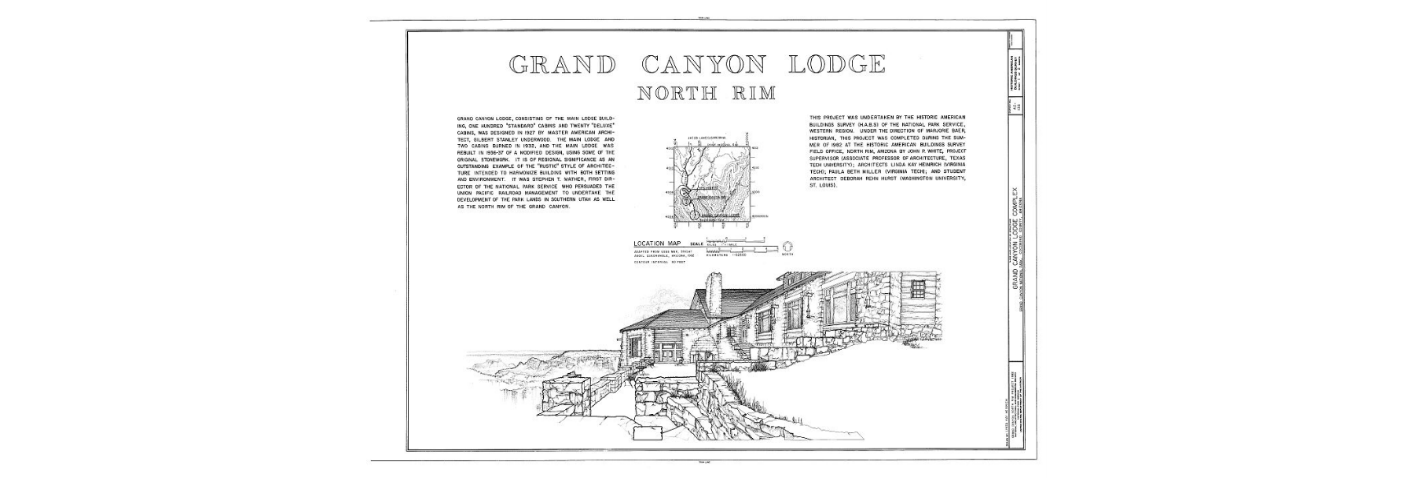 GRAND CANYON LODGE
NORTH RIM
GRAND CANYON LODGE, CONSISTING OF THE MAIN LODGE BUILD-
ING, ONE HUNDRED "STANDARD" CABINS AND TWENTY "DELUXE"
CABINS, WAS DESIGNED IN 1927 BY MASTER AMERICAN ARCHI-
TECT, GILBERT STANLEY UNDERWOOD. THE MAIN LODGE AND
TWO CABINS BURNED IN 1932, AND THE MAIN LODGE WAS
REBUILT IN 1936-37 OF A MODIFIED DESIGN, USING SOME OF THE
ORIGINAL STONEWORK. IT IS OF REGIONAL SIGNIFICANCE AS AN
OUTSTANDING EXAMPLE OF THE "RUSTIC" STYLE OF ARCHITEC-
TURE INTENDED TO HARMONIZE BUILDING WITH BOTH SETTING
AND ENVIRONMENT. IT WAS STEPHEN T. MATHER, FIRST DIR-
ECTOR OF THE NATIONAL PARK SERVICE WHO PERSUADED THE
UNION PACIFIC RAILROAD MANAGEMENT TO UNDERTAKE THE
DEVELOPMENT OF THE PARK LANDS IN SOUTHERN UTAH AS WELL
AS THE NORTH RIM OF THE GRAND CANYON.
THIS PROJECT WAS UNDERTAKEN BY THE HISTORIC AMERICAN
BUILDINGS SURVEY (H.A.B.S) OF THE NATIONAL PARK SERVICE,
WESTERN REGION. UNDER THE DIRECTION OF MARJORIE BAER,
HISTORIAN, THIS PROJECT WAS COMPLETED DURING THE SUM-
MER OF 1982 AT THE HISTORIC AMERICAN BUILDINGS SURVEY
FIELD OFFICE, NORTH RIM, ARIZONA BY JOHN P. WHITE, PROJECT
SUPERVISOR (ASSOCIATE PROFESSOR OF ARCHITECTURE, TEXAS
TECH UNIVERSITY); ARCHITECTS LINDA KAY HEINRICH (VIRGINIA
TECH); PAULA BETH MILLER (VIRGINIA TECH); AND STUDENT
ARCHITECT DEBORAH REHN HURST (WASHINGTON UNIVERSITY,
ST. LOUIS).
LOCATION MAP SCALE
NORTH
GRAND CANYON LODGE COMPLEX